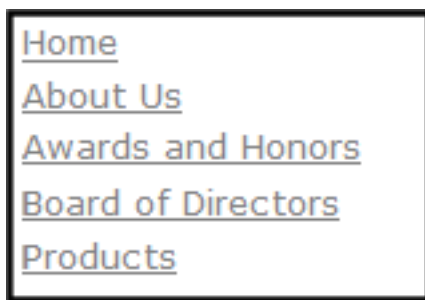 Home
About Us
Awards and Honors
Board of Directors
Products